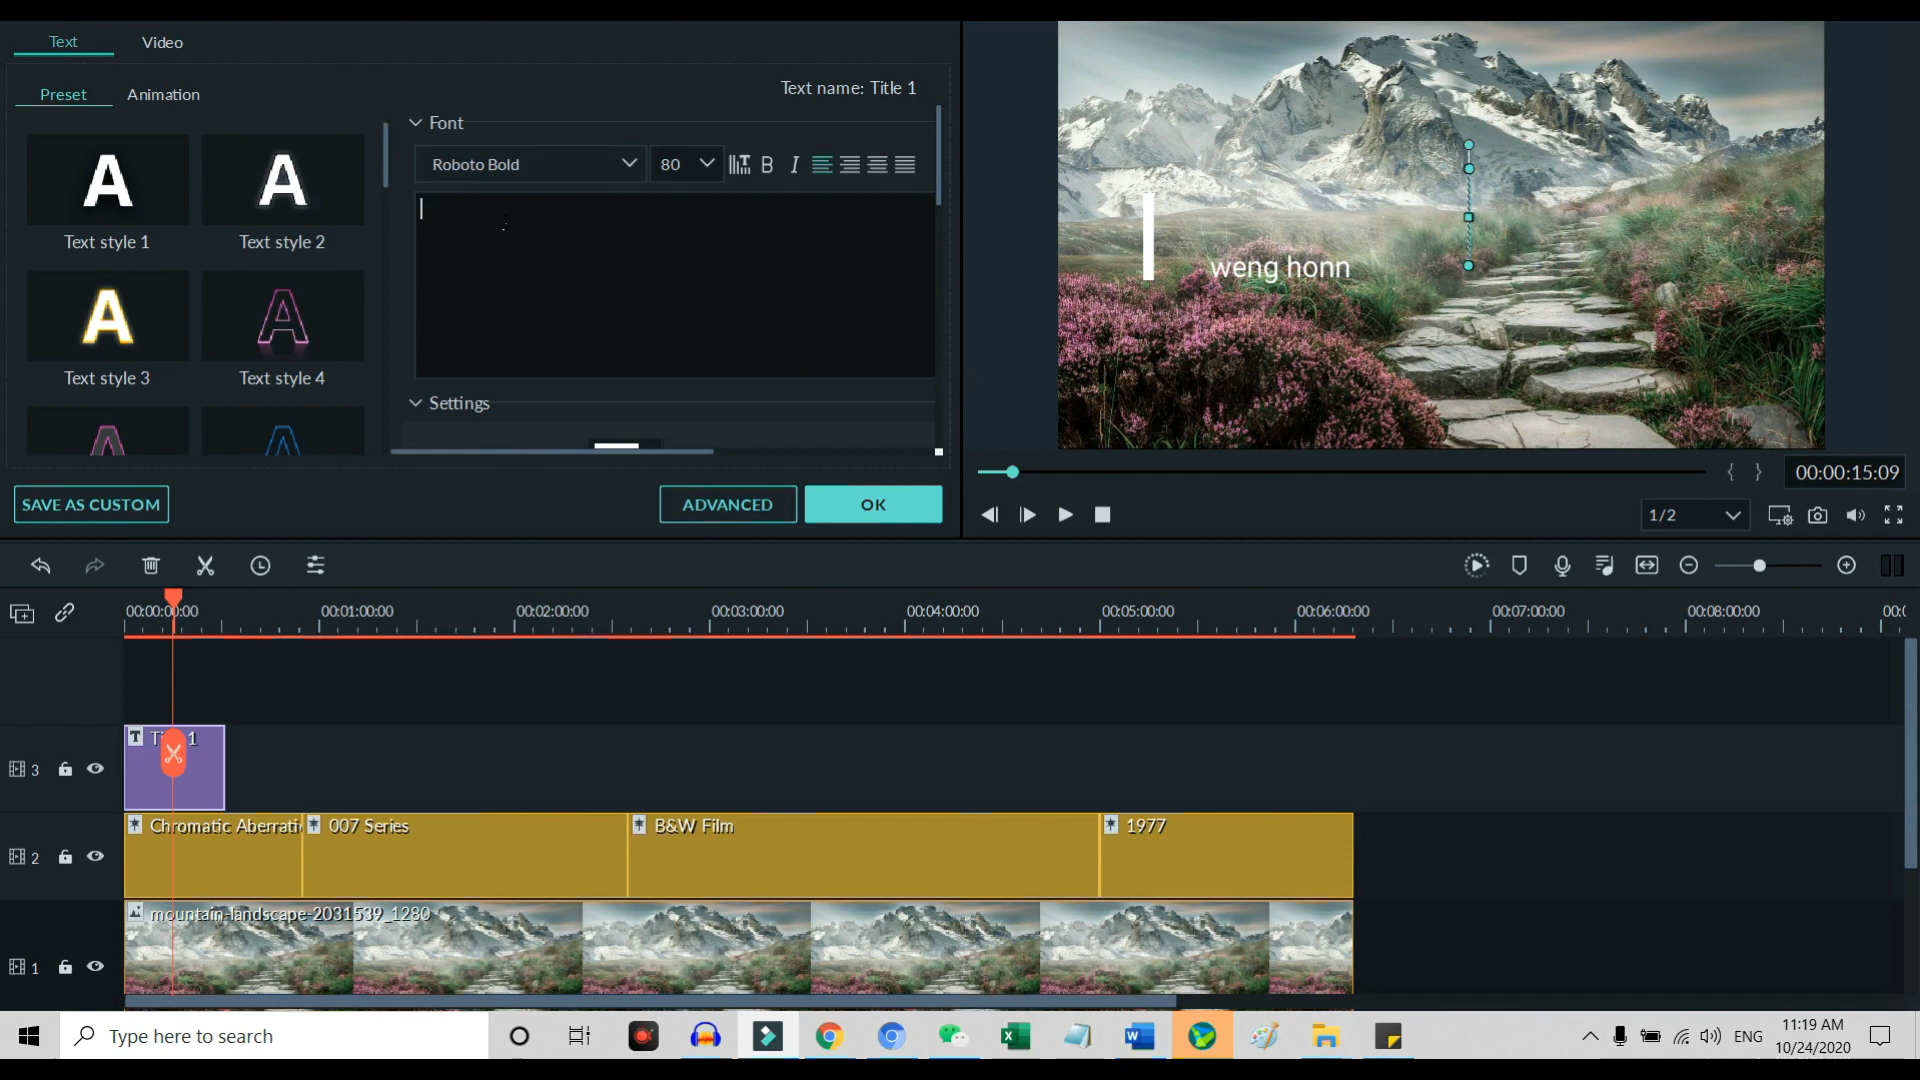 Text Video
Preset Animation
Text name: Title 1
Font
Roboto Bold 80
Text style 1 Text style 2
Text style 3 Text style 4
Settings
SAVE AS CUSTOM ADVANCED OK
weng honn
00:00:15:09
1/2
00:00:00:00 00:01:00:00 00:02:00:00 00:03:00:00 00:04:00:00 00:05:00:00 00:06:00:00 00:07:00:00 00:08:00:00
3
2 Chromatic Aberrati 007 Series B&W Film 1977
mountain-landscape-2031539_1280
1
Type here to search
ENG
11:19 AM
10/24/2020